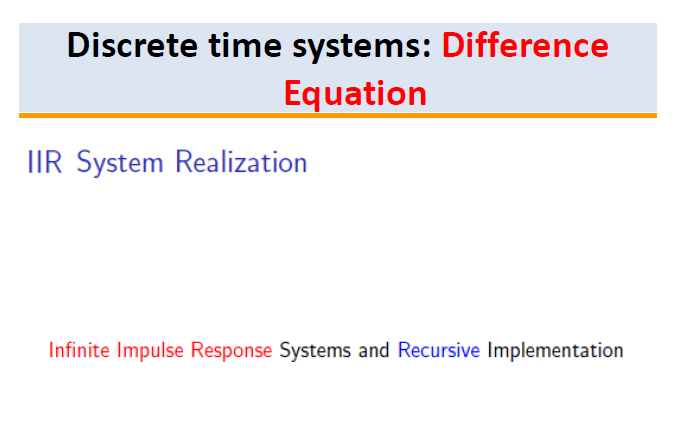 Discrete time systems: Difference
Equation
IIR System Realization
Infinite Impulse Response Systems and Recursive Implementation